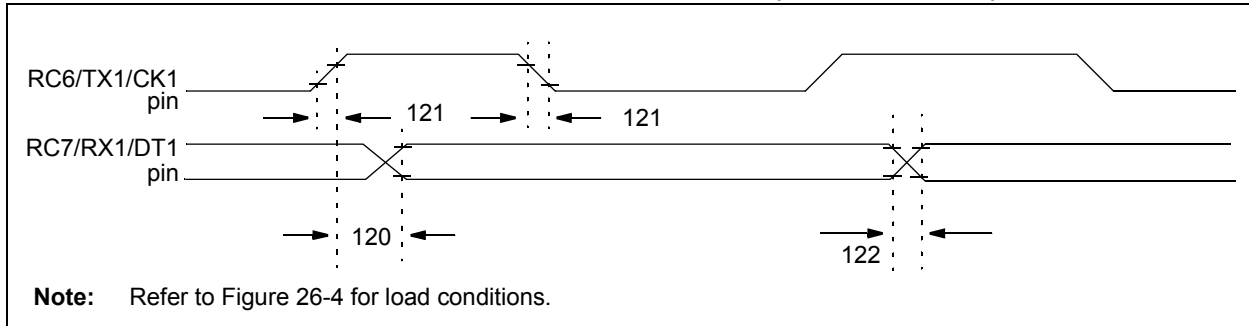 RC6/TX1/CK1
pin
121
121
RC7/RX1/DT1
pin
120
122
Note: Refer to Figure 26-4 for load conditions.